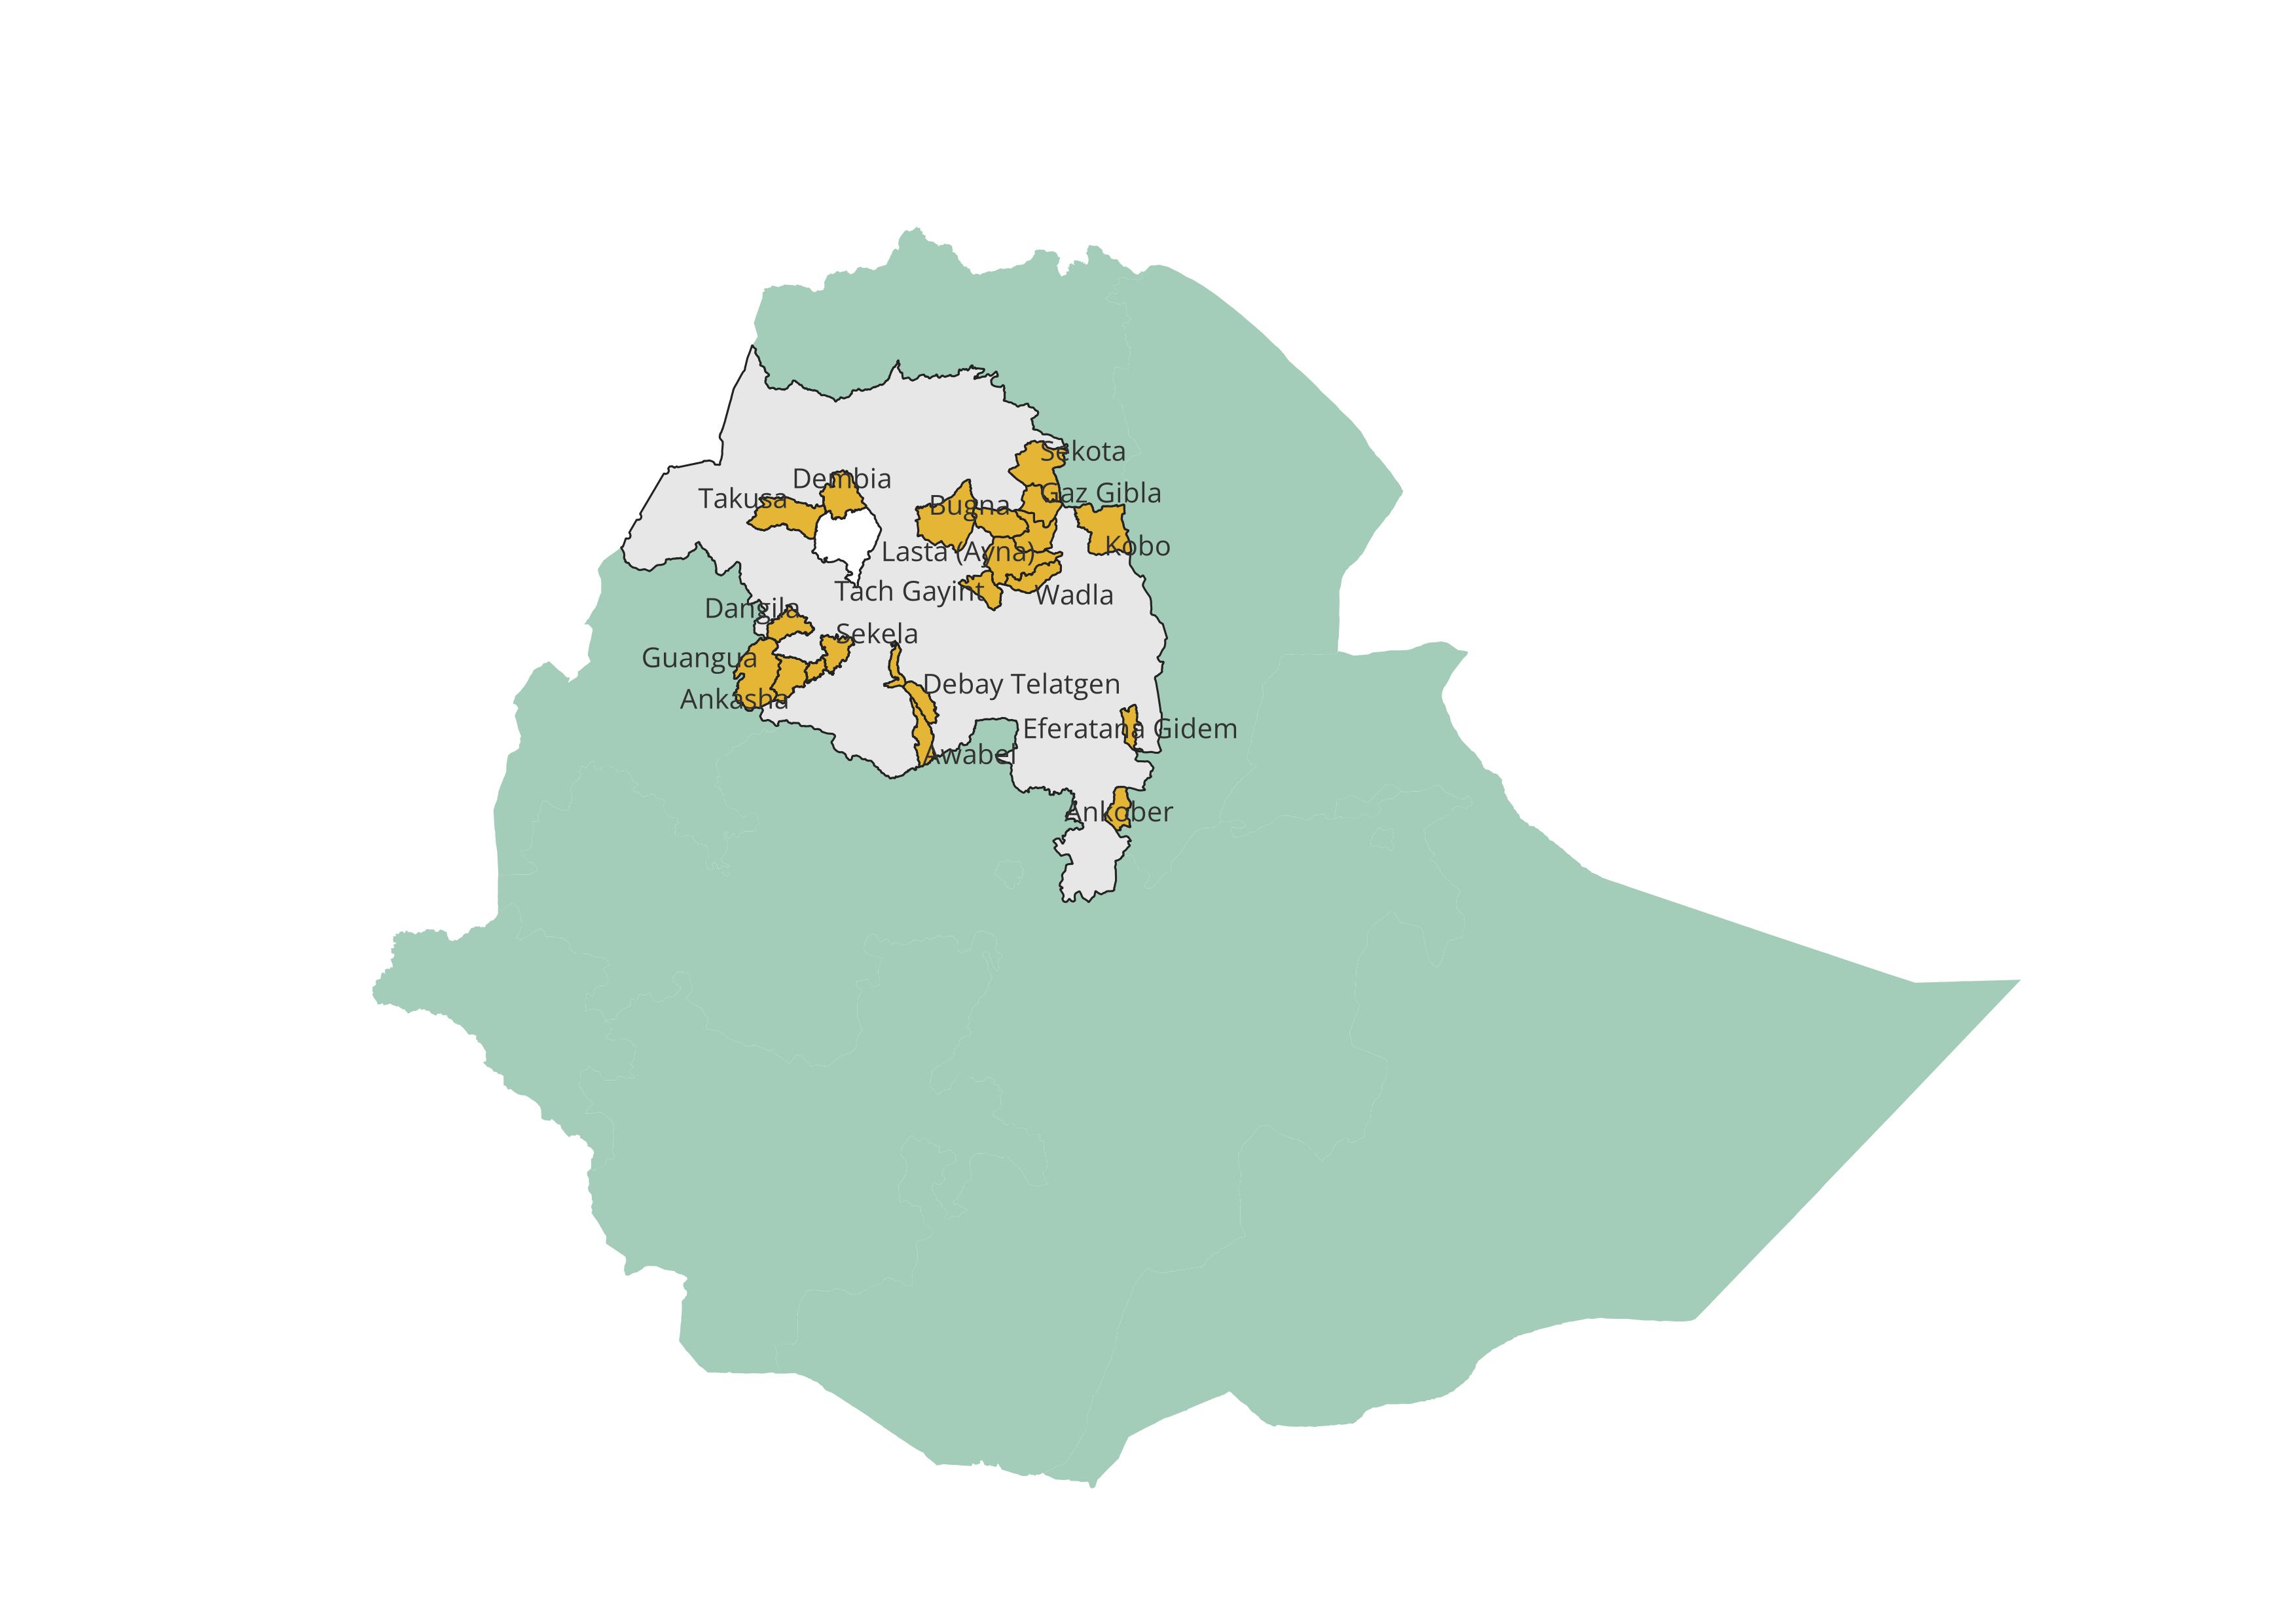 Sekota
Dembia
Gaz Gibla
Takusa
Bugna
Kobo
Lasta (Ayna)
Tach Gayint
Wadla
Dangila
Sekela
Guangua
Debay Telatgen
Ankasha
Eferatana Gidem
Awabel
Ankober